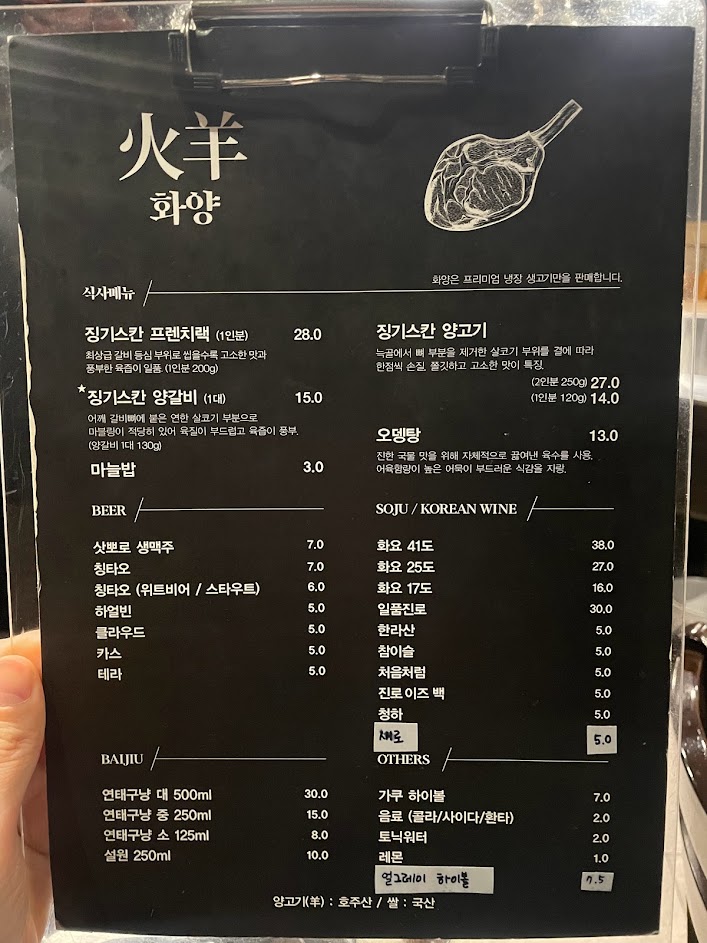 火羊
화양
화양은 프리미엄 냉장 생고기만을 판매합니다.
식사메뉴
징기스칸 프렌치랙 (1인분) 28.0
최상급 갈비 등심 부위로 씹을수록 고소한 맛과
풍부한 육즙이 일품. (1인분 200g)
★징기스칸 양갈비 (1대) 15.0
어깨 갈비뼈에 붙은 연한 살코기 부분으로
마블링이 적당히 있어 육질이 부드럽고 육즙이 풍부.
(양갈비 1대 130g)
마늘밥 3.0
징기스칸 양고기
늑골에서 뼈 부분을 제거한 살코기 부위를 결에 따라
한점씩 손질. 쫄깃하고 고소한 맛이 특징.
(2인분 250g) 27.0
(1인분 120g) 14.0
오뎅탕 13.0
진한 국물 맛을 위해 자체적으로 끓여낸 육수를 사용.
어육함량이 높은 어묵이 부드러운 식감을 자랑.
BEER
삿뽀로 생맥주 7.0
칭타오 7.0
칭타오 (위트비어 / 스타우트) 6.0
하얼빈 5.0
클라우드 5.0
카스 5.0
테라 5.0
SOJU / KOREAN WINE
화요 41도 38.0
화요 25도 27.0
화요 17도 16.0
일품진로 30.0
한라산 5.0
참이슬 5.0
처음처럼 5.0
진로 이즈 백 5.0
청하 5.0
새로 5.0
BAIJIU
연태구냥 대 500ml 30.0
연태구냥 중 250ml 15.0
연태구냥 소 125ml 8.0
설원 250ml 10.0
OTHERS
가쿠 하이볼 7.0
음료 (콜라/사이다/환타) 2.0
토닉워터 2.0
레몬 1.0
얼그레이 하이볼 7.5
양고기(羊) : 호주산 / 쌀 : 국산